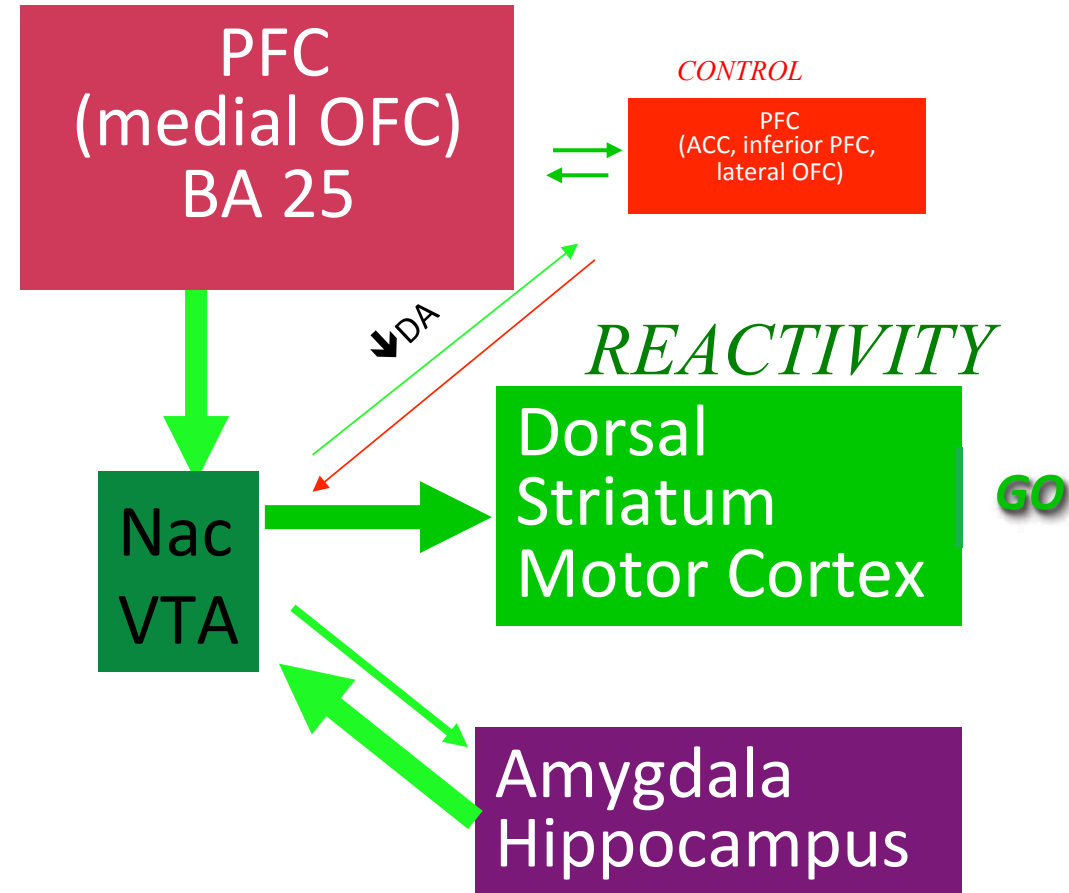 PFC
(medial OFC)
BA 25
CONTROL
PFC
(ACC, inferior PFC,
lateral OFC)
🡻DA
REACTIVITY
Dorsal
Striatum
Motor Cortex
GO
Nac
VTA
Amygdala
Hippocampus